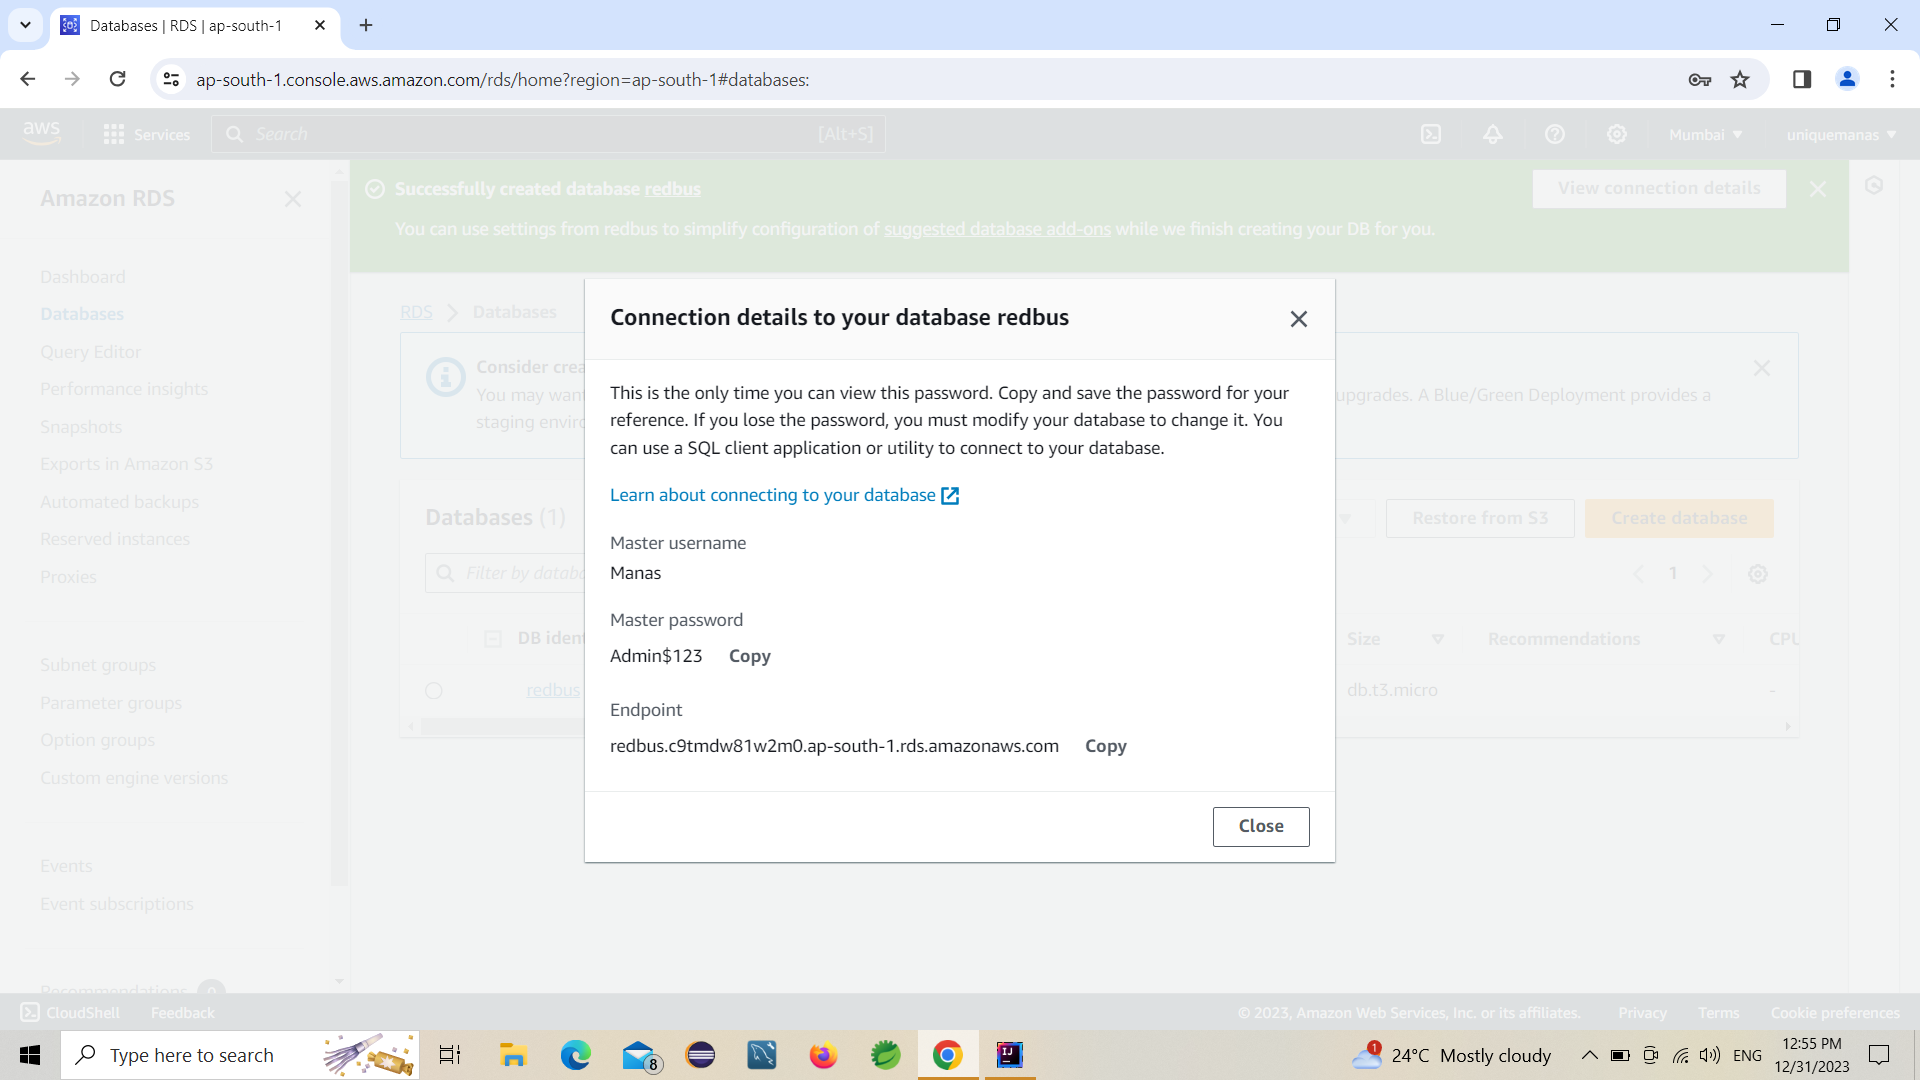 Databases | RDS | ap-south-1
ap-south-1.console.aws.amazon.com/rds/home?region=ap-south-1#databases:
aws
Services
Search
[Alt+S]
Mumbai
uniquemanas
Amazon RDS
Dashboard
Databases
Query Editor
Performance insights
Snapshots
Exports in Amazon S3
Automated backups
Reserved instances
Proxies
Subnet groups
Parameter groups
Option groups
Custom engine versions
Events
Event subscriptions
Recommendations 0
Successfully created database redbus
View connection details
You can use settings from redbus to simplify configuration of suggested database add-ons while we finish creating your DB for you.
RDS
Databases
Consider crea
You may want
upgrades. A Blue/Green Deployment provides a
staging enviro
Databases (1)
Restore from S3
Create database
Filter by databa
1
DB ident
Size
Recommendations
CPU
redbus
db.t3.micro
-
Connection details to your database redbus
This is the only time you can view this password. Copy and save the password for your
reference. If you lose the password, you must modify your database to change it. You
can use a SQL client application or utility to connect to your database.
Learn about connecting to your database
Master username
Manas
Master password
Admin$123
Copy
Endpoint
redbus.c9tmdw81w2m0.ap-south-1.rds.amazonaws.com
Copy
Close
CloudShell
Feedback
© 2023, Amazon Web Services, Inc. or its affiliates.
Privacy
Terms
Cookie preferences
Type here to search
8
IJ
1
24°C Mostly cloudy
ENG
12:55 PM
12/31/2023